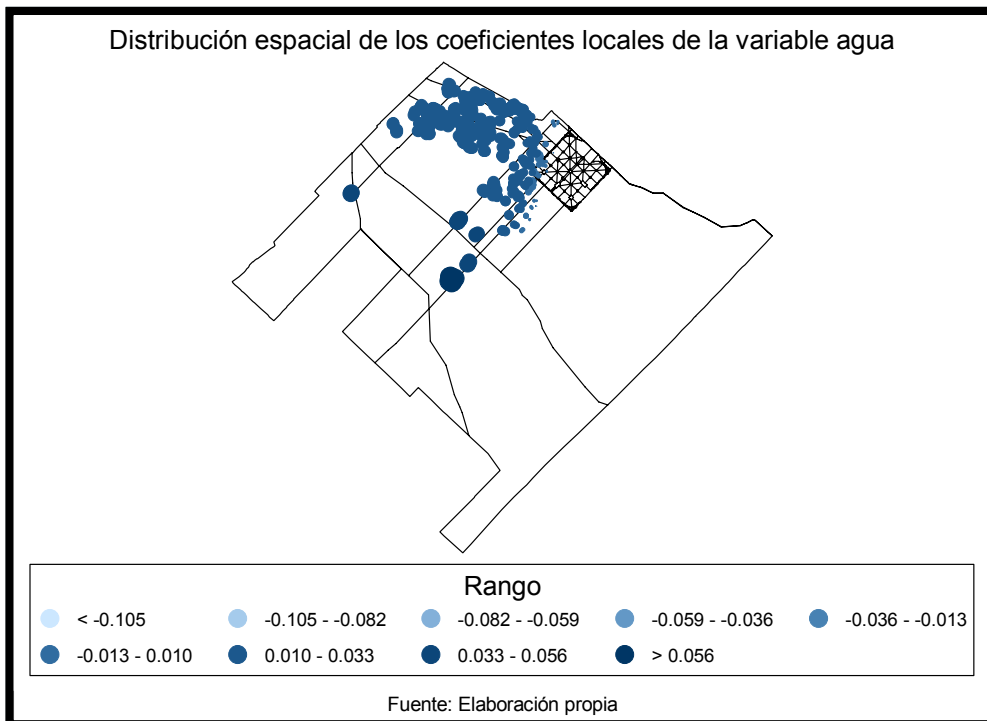 Distribución espacial de los coeficientes locales de la variable agua
Rango
< -0.105   -0.105 - -0.082   -0.082 - -0.059   -0.059 - -0.036   -0.036 - -0.013
-0.013 - 0.010   0.010 - 0.033   0.033 - 0.056   > 0.056
Fuente: Elaboración propia